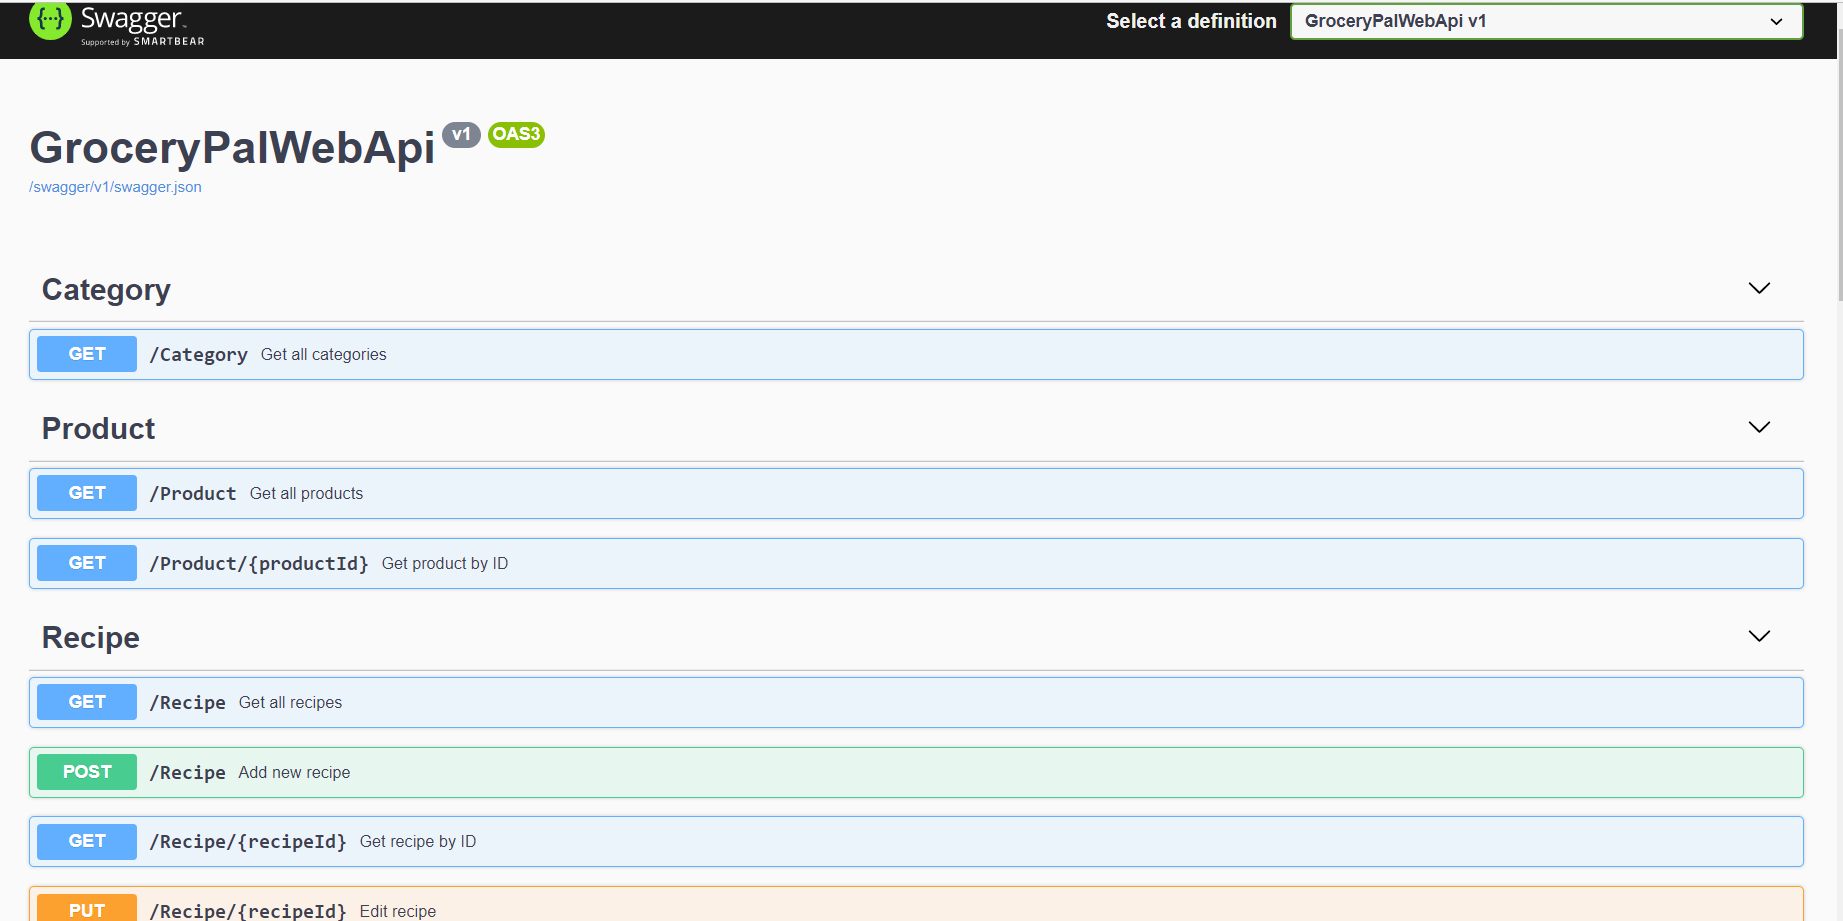 {···} Swagger™
Supported by SMARTBEAR
Select a definition GroceryPalWebApi v1
GroceryPalWebApi v1 OAS3
/swagger/v1/swagger.json
Category
GET /Category Get all categories
Product
GET /Product Get all products
GET /Product/{productId} Get product by ID
Recipe
GET /Recipe Get all recipes
POST /Recipe Add new recipe
GET /Recipe/{recipeId} Get recipe by ID
PUT /Recipe/{recipeId} Edit recipe